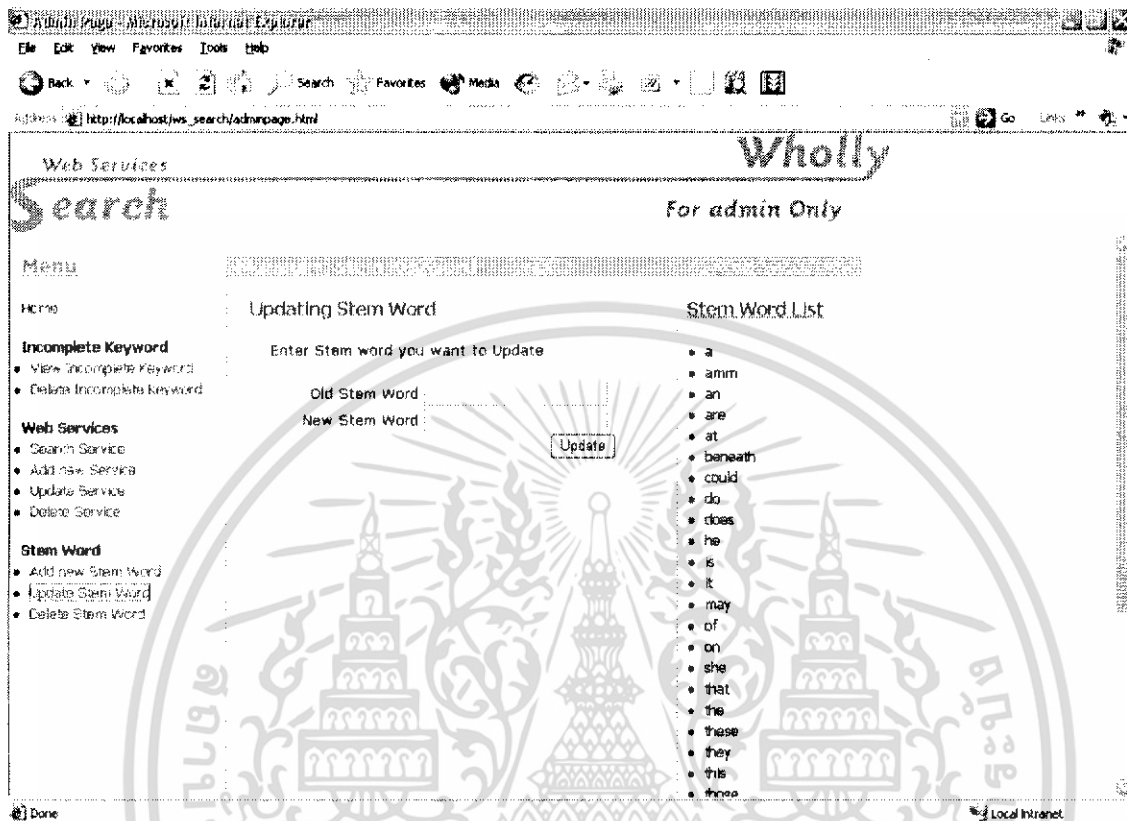 Admin Page - Microsoft Internet Explorer
File Edit View Favorites Tools Help
Back Search Favorites Media
Address http://localhost/ws_search/adminpage.html Go Links »
Web Services Wholly
Search For admin Only
Menu
Home
Incomplete Keyword
• View Incomplete Keyword
• Delete Incomplete Keyword
Web Services
• Search Service
• Add new Service
• Update Service
• Delete Service
Stem Word
• Add new Stem Word
• Update Stem Word
• Delete Stem Word
Updating Stem Word
Enter Stem word you want to Update
Old Stem Word
New Stem Word
Update
Stem Word List
• a
• amm
• an
• are
• at
• beneath
• could
• do
• does
• he
• is
• it
• may
• of
• on
• she
• that
• the
• these
• they
• this
• those
Done Local intranet